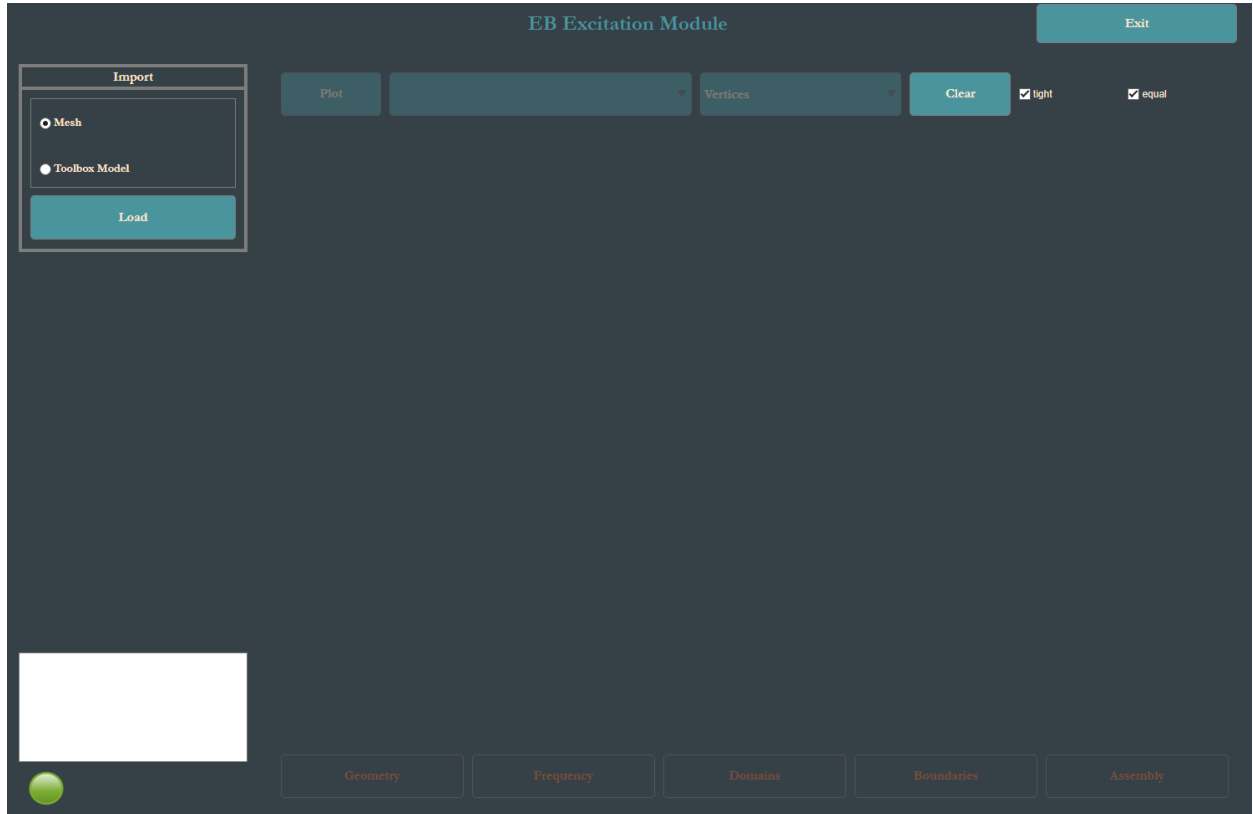 EB Excitation Module
Exit
Import
Mesh
Toolbox Model
Load
Plot
Vertices
Clear
tight
equal
Geometry
Frequency
Domains
Boundaries
Assembly